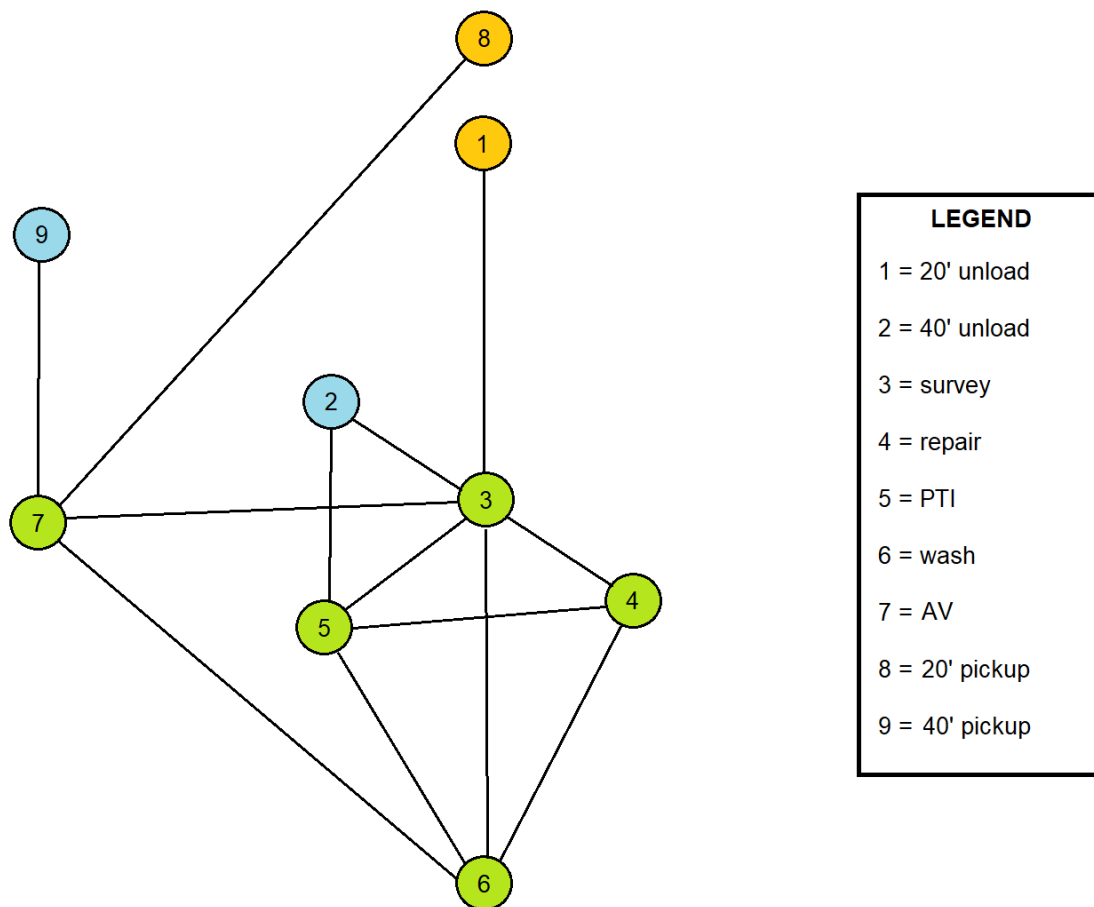 8
1
9
2
3
7
4
5
6
LEGEND
1 = 20' unload
2 = 40' unload
3 = survey
4 = repair
5 = PTI
6 = wash
7 = AV
8 = 20' pickup
9 = 40' pickup